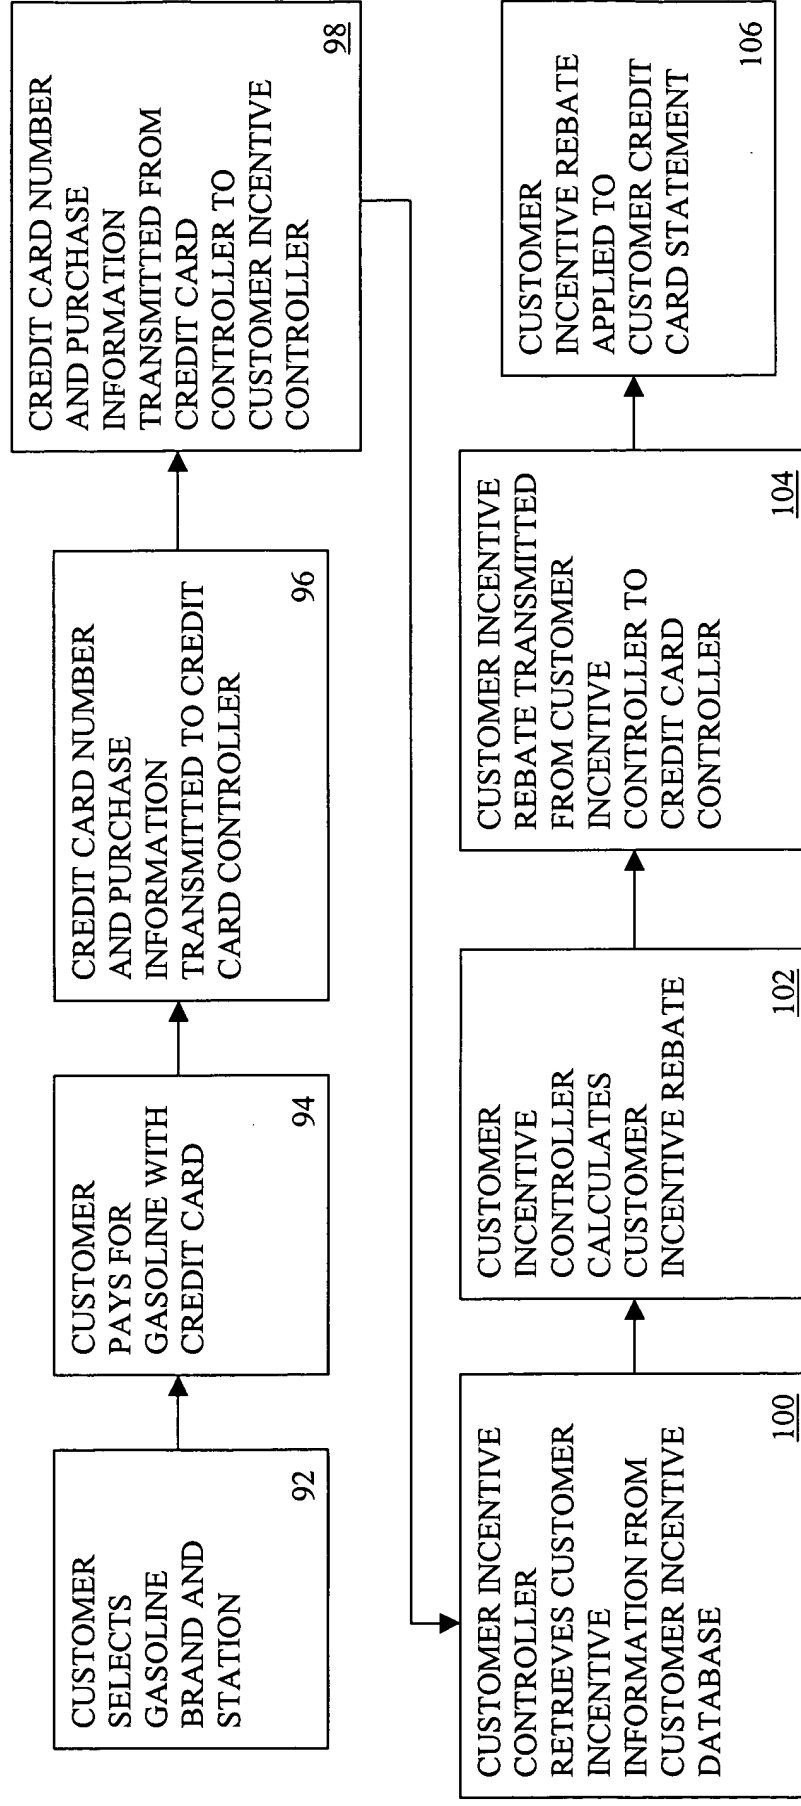 CUSTOMER
SELECTS
GASOLINE
BRAND AND
STATION
92
CUSTOMER
PAYS FOR
GASOLINE WITH
CREDIT CARD
94
CREDIT CARD NUMBER
AND PURCHASE
INFORMATION
TRANSMITTED TO CREDIT
CARD CONTROLLER
96
CREDIT CARD NUMBER
AND PURCHASE
INFORMATION
TRANSMITTED FROM
CREDIT CARD
CONTROLLER TO
CUSTOMER INCENTIVE
CONTROLLER
98
CUSTOMER INCENTIVE
CONTROLLER
RETRIEVES CUSTOMER
INCENTIVE
INFORMATION FROM
CUSTOMER INCENTIVE
DATABASE
100
CUSTOMER
INCENTIVE
CONTROLLER
CALCULATES
CUSTOMER
INCENTIVE REBATE
102
CUSTOMER INCENTIVE
REBATE TRANSMITTED
FROM CUSTOMER
INCENTIVE
CONTROLLER TO
CREDIT CARD
CONTROLLER
104
CUSTOMER
INCENTIVE REBATE
APPLIED TO
CUSTOMER CREDIT
CARD STATEMENT
106